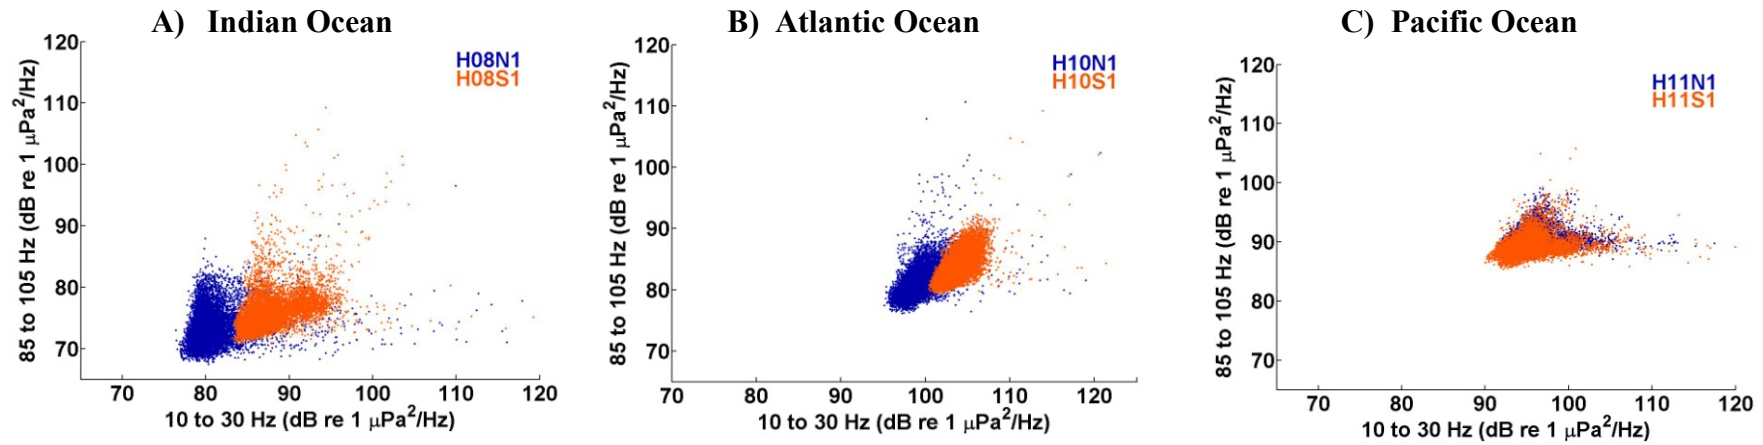 A) Indian Ocean
120
110
100
90
80
70
85 to 105 Hz (dB re 1 μPa²/Hz)
H08N1
H08S1
70 80 90 100 110 120
10 to 30 Hz (dB re 1 μPa²/Hz)
B) Atlantic Ocean
120
110
100
90
80
70
85 to 105 Hz (dB re 1 μPa²/Hz)
H10N1
H10S1
70 80 90 100 110 120
10 to 30 Hz (dB re 1 μPa²/Hz)
C) Pacific Ocean
120
110
100
90
80
70
85 to 105 Hz (dB re 1 μPa²/Hz)
H11N1
H11S1
70 80 90 100 110 120
10 to 30 Hz (dB re 1 μPa²/Hz)